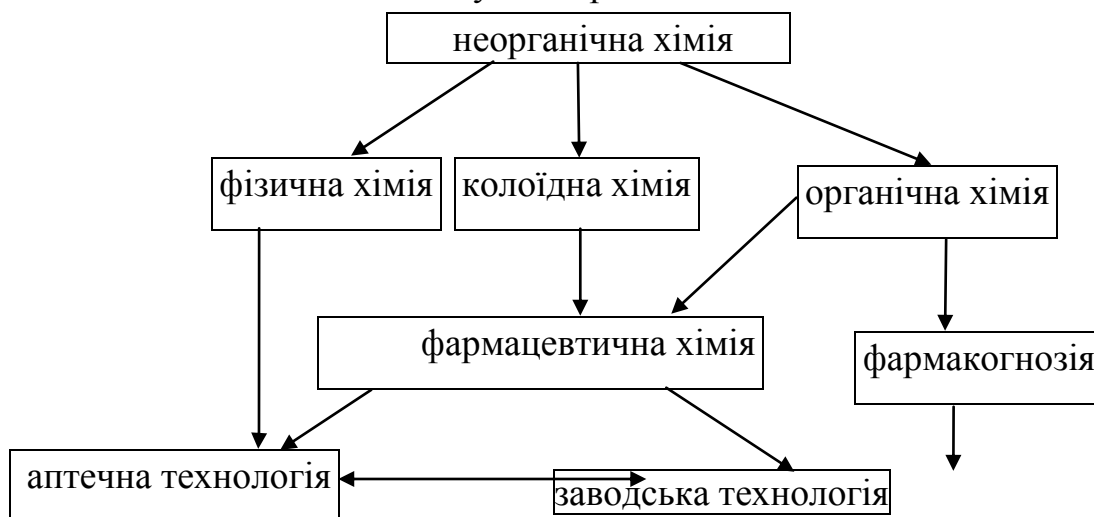 неорганічна хімія
фізична хімія
колоїдна хімія
органічна хімія
фармацевтична хімія
фармакогнозія
аптечна технологія
заводська технологія